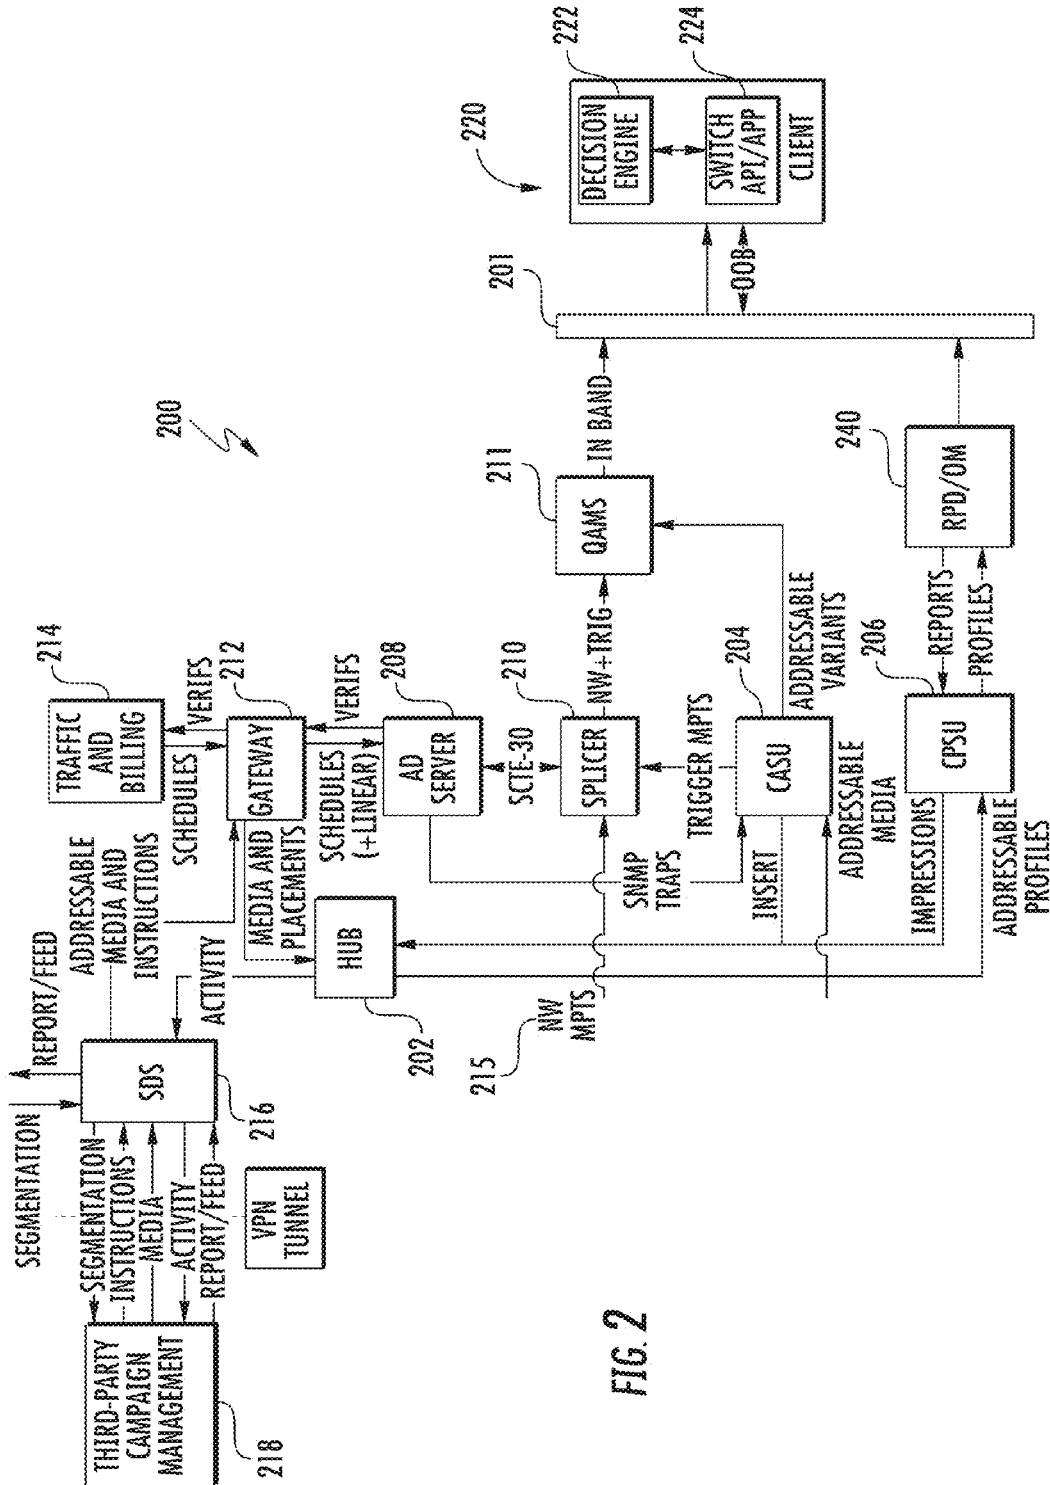 SEGMENTATION
REPORT/FEED
THIRD-PARTY
CAMPAIGN
MANAGEMENT
218
SEGMENTATION
INSTRUCTIONS
MEDIA
ACTIVITY
REPORT/FEED
VPN
TUNNEL
SDS
216
ADDRESSABLE
MEDIA AND
INSTRUCTIONS
ACTIVITY
TRAFFIC
AND
BILLING
214
SCHEDULES
VERIFS
GATEWAY
212
MEDIA AND
PLACEMENTS
SCHEDULES
(+LINEAR)
VERIFS
HUB
202
AD
SERVER
208
SCTE-30
SNMP
TRAPS
215
NW
MPTS
SPLICER
210
NW+TRIG
QAMS
211
IN BAND
TRIGGER MPTS
INSERT
CASU
204
ADDRESSABLE
VARIANTS
ADDRESSABLE
MEDIA
IMPRESSIONS
ADDRESSABLE
PROFILES
CPSU
206
REPORTS
PROFILES
RPD/OM
240
200
201
OOB
220
DECISION
ENGINE
222
SWITCH
API/APP
224
CLIENT
FIG. 2